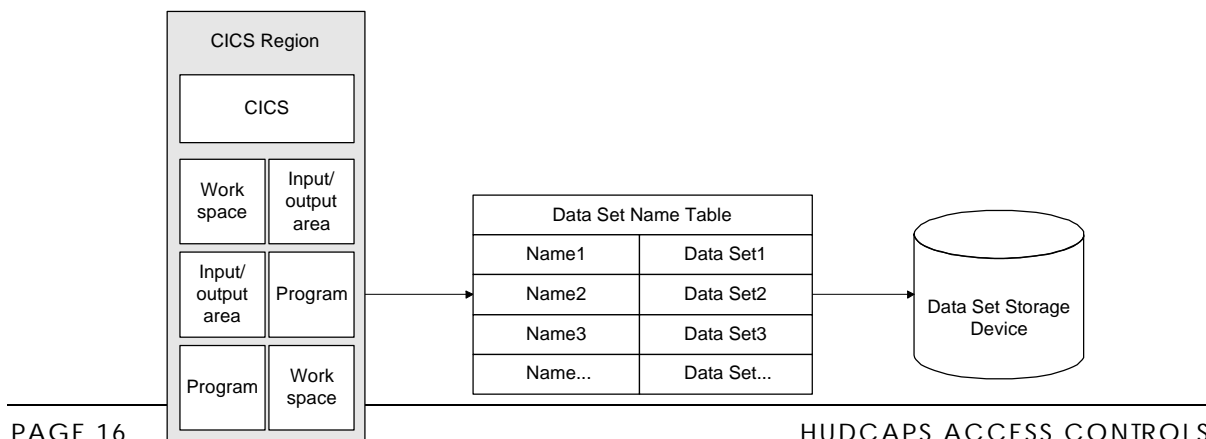 CICS Region
CICS
Work
space
Input/
output
area
Input/
output
area
Program
Program
Work
space
Data Set Name Table
Name1 Data Set1
Name2 Data Set2
Name3 Data Set3
Name... Data Set...
Data Set Storage
Device
PAGE 16 HUDCAPS ACCESS CONTROLS